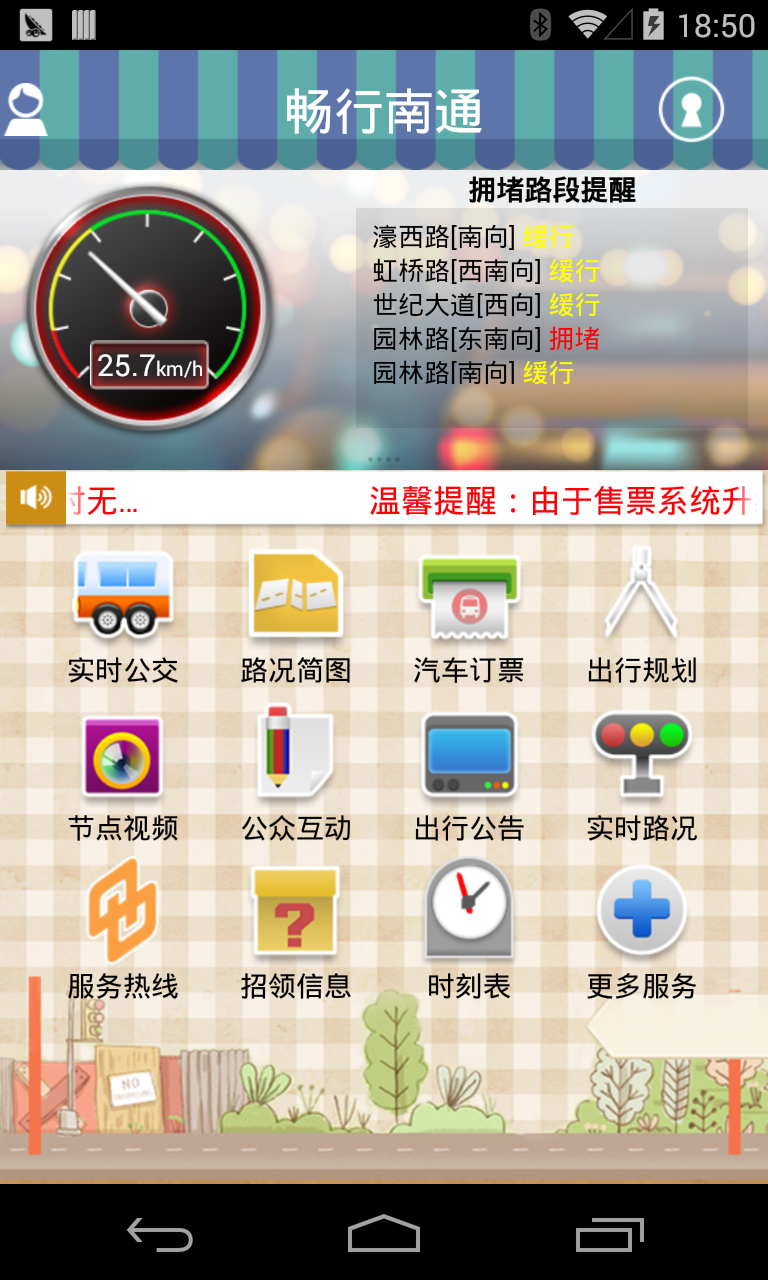 18:50
畅行南通
拥堵路段提醒
濠西路[南向] 缓行
虹桥路[西南向] 缓行
世纪大道[西向] 缓行
园林路[东南向] 拥堵
园林路[南向] 缓行
25.7km/h
时无... 温馨提醒：由于售票系统升
实时公交 路况简图 汽车订票 出行规划
节点视频 公众互动 出行公告 实时路况
服务热线 招领信息 时刻表 更多服务
NO